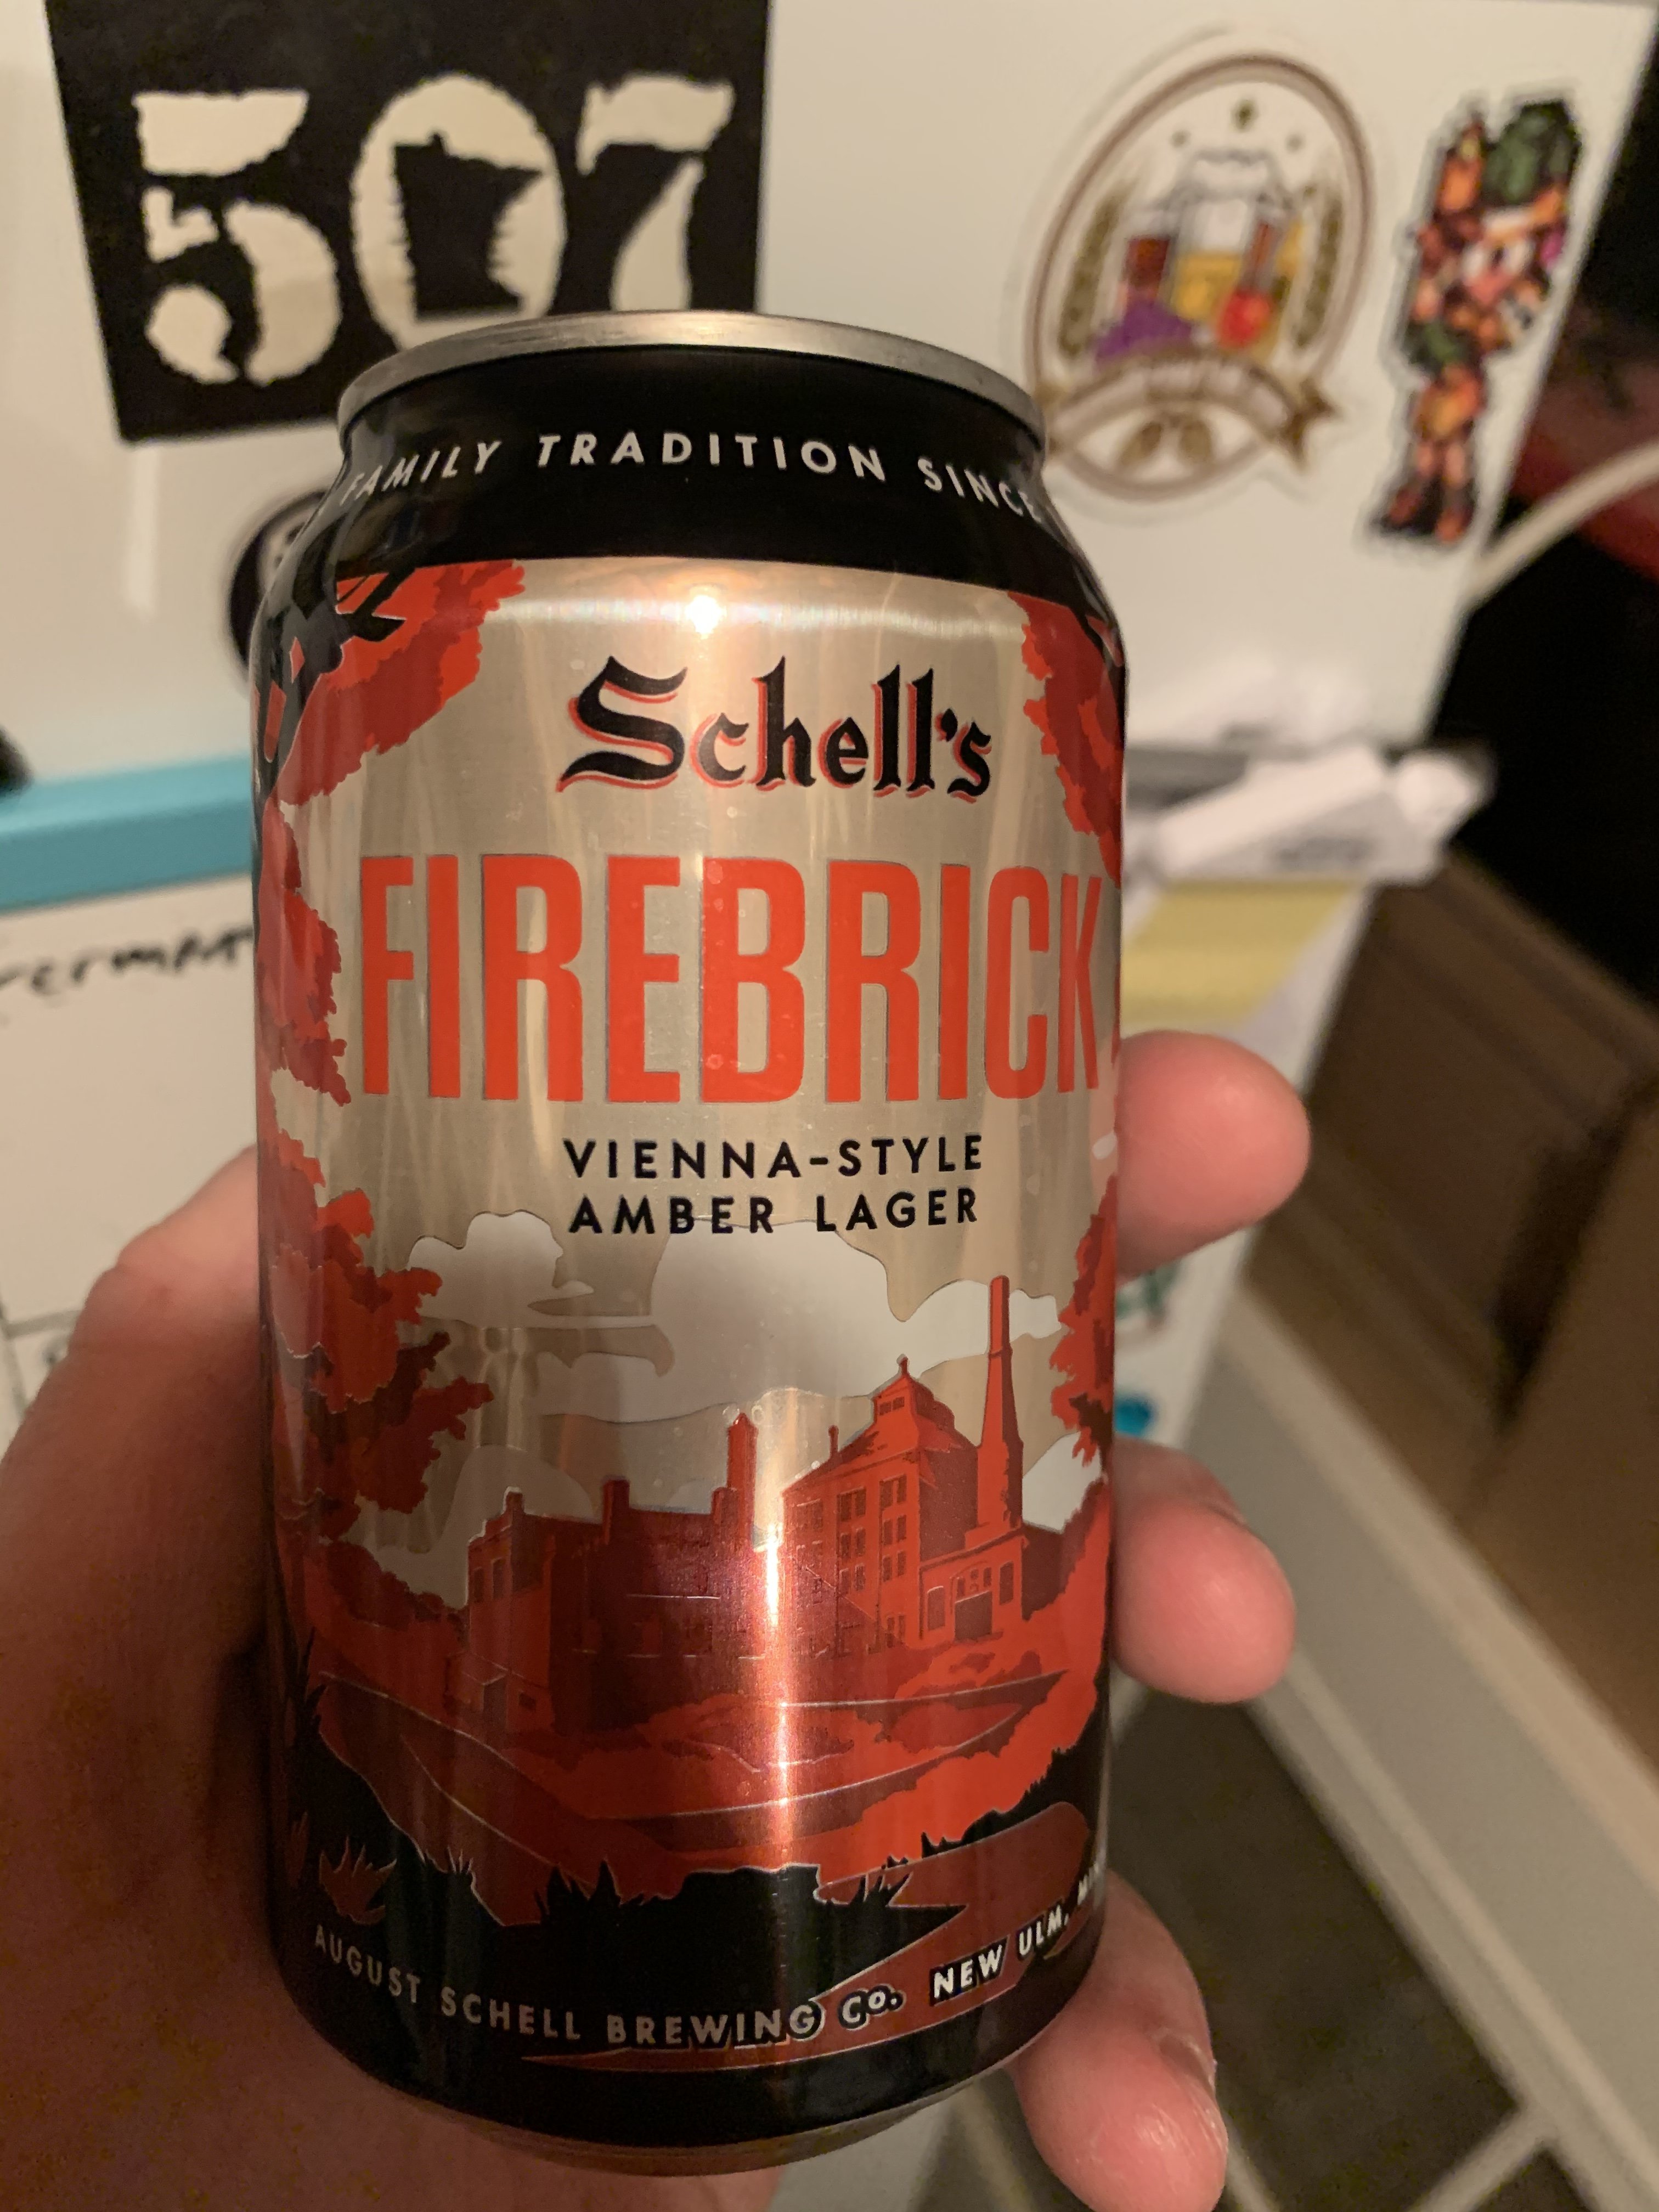 507
FAMILY TRADITION SINCE
Schell's
FIREBRICK
VIENNA-STYLE
AMBER LAGER
AUGUST SCHELL BREWING Co. NEW ULM,